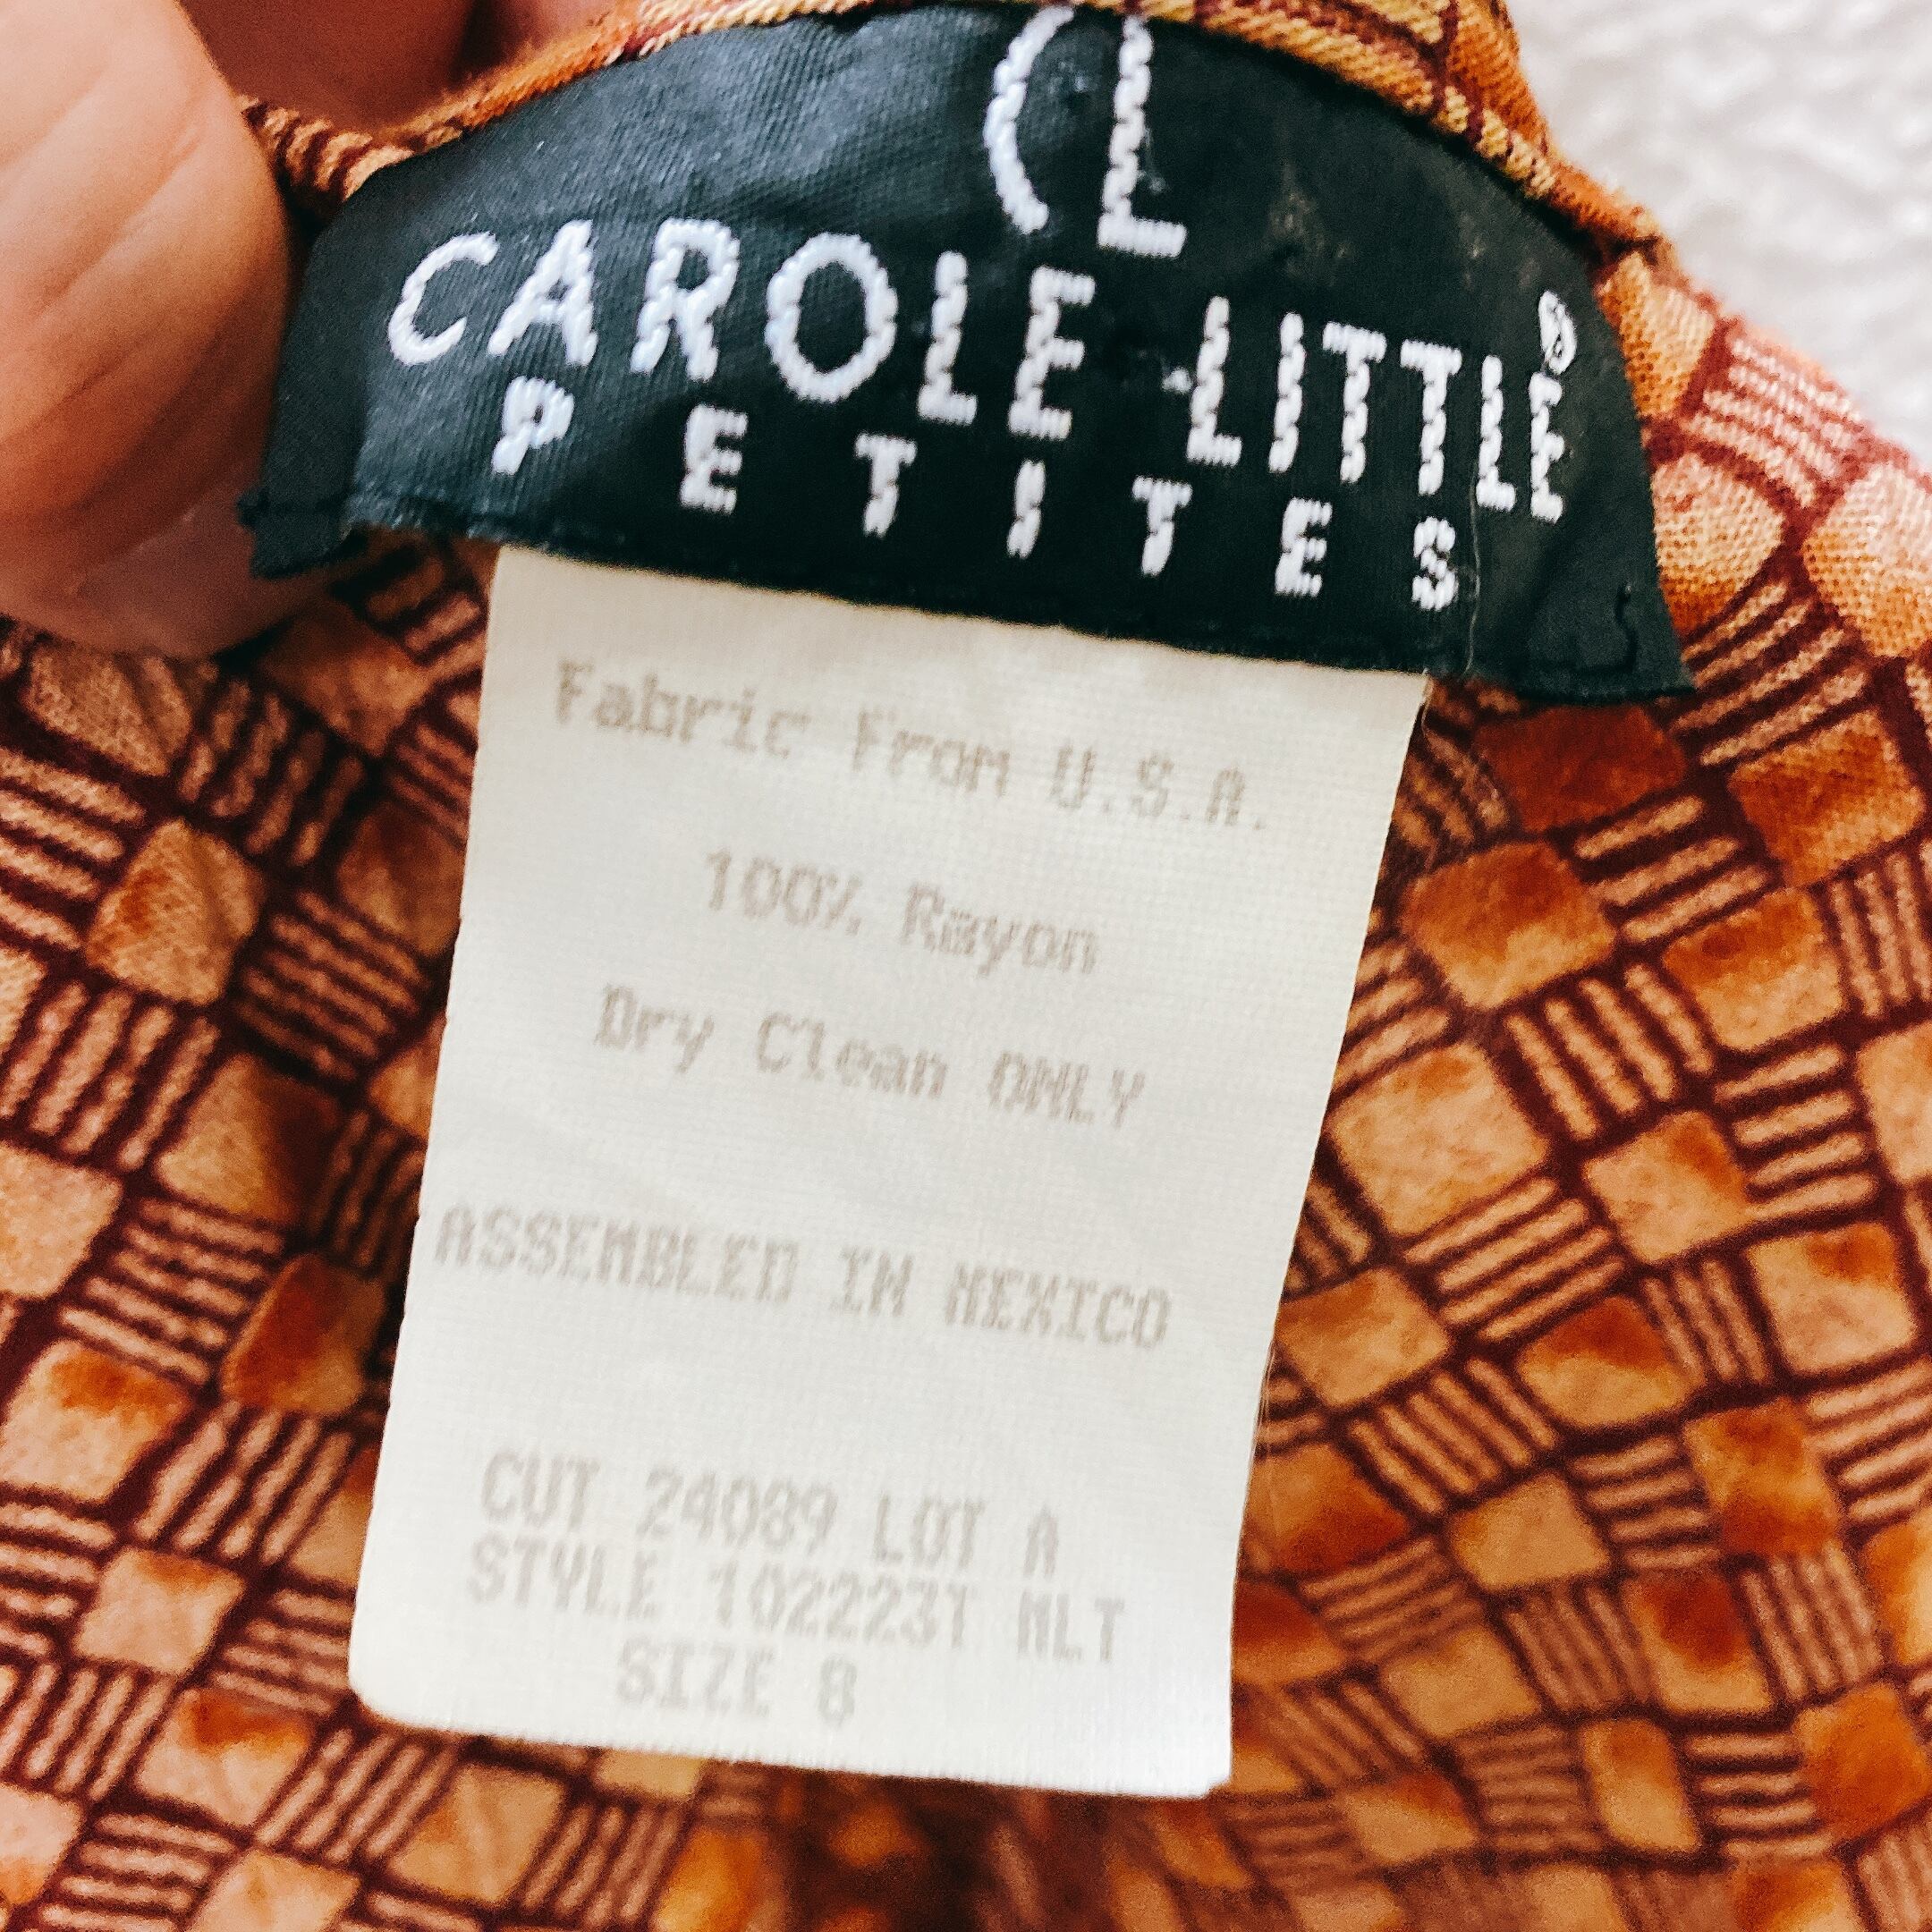 CL
CAROLE LITTLE®
PETITES
Fabric From U.S.A.
100% Rayon
Dry Clean ONLY
ASSEMBLED IN MEXICO
CUT 24089 LOT A
STYLE 102223T MLT
SIZE 8